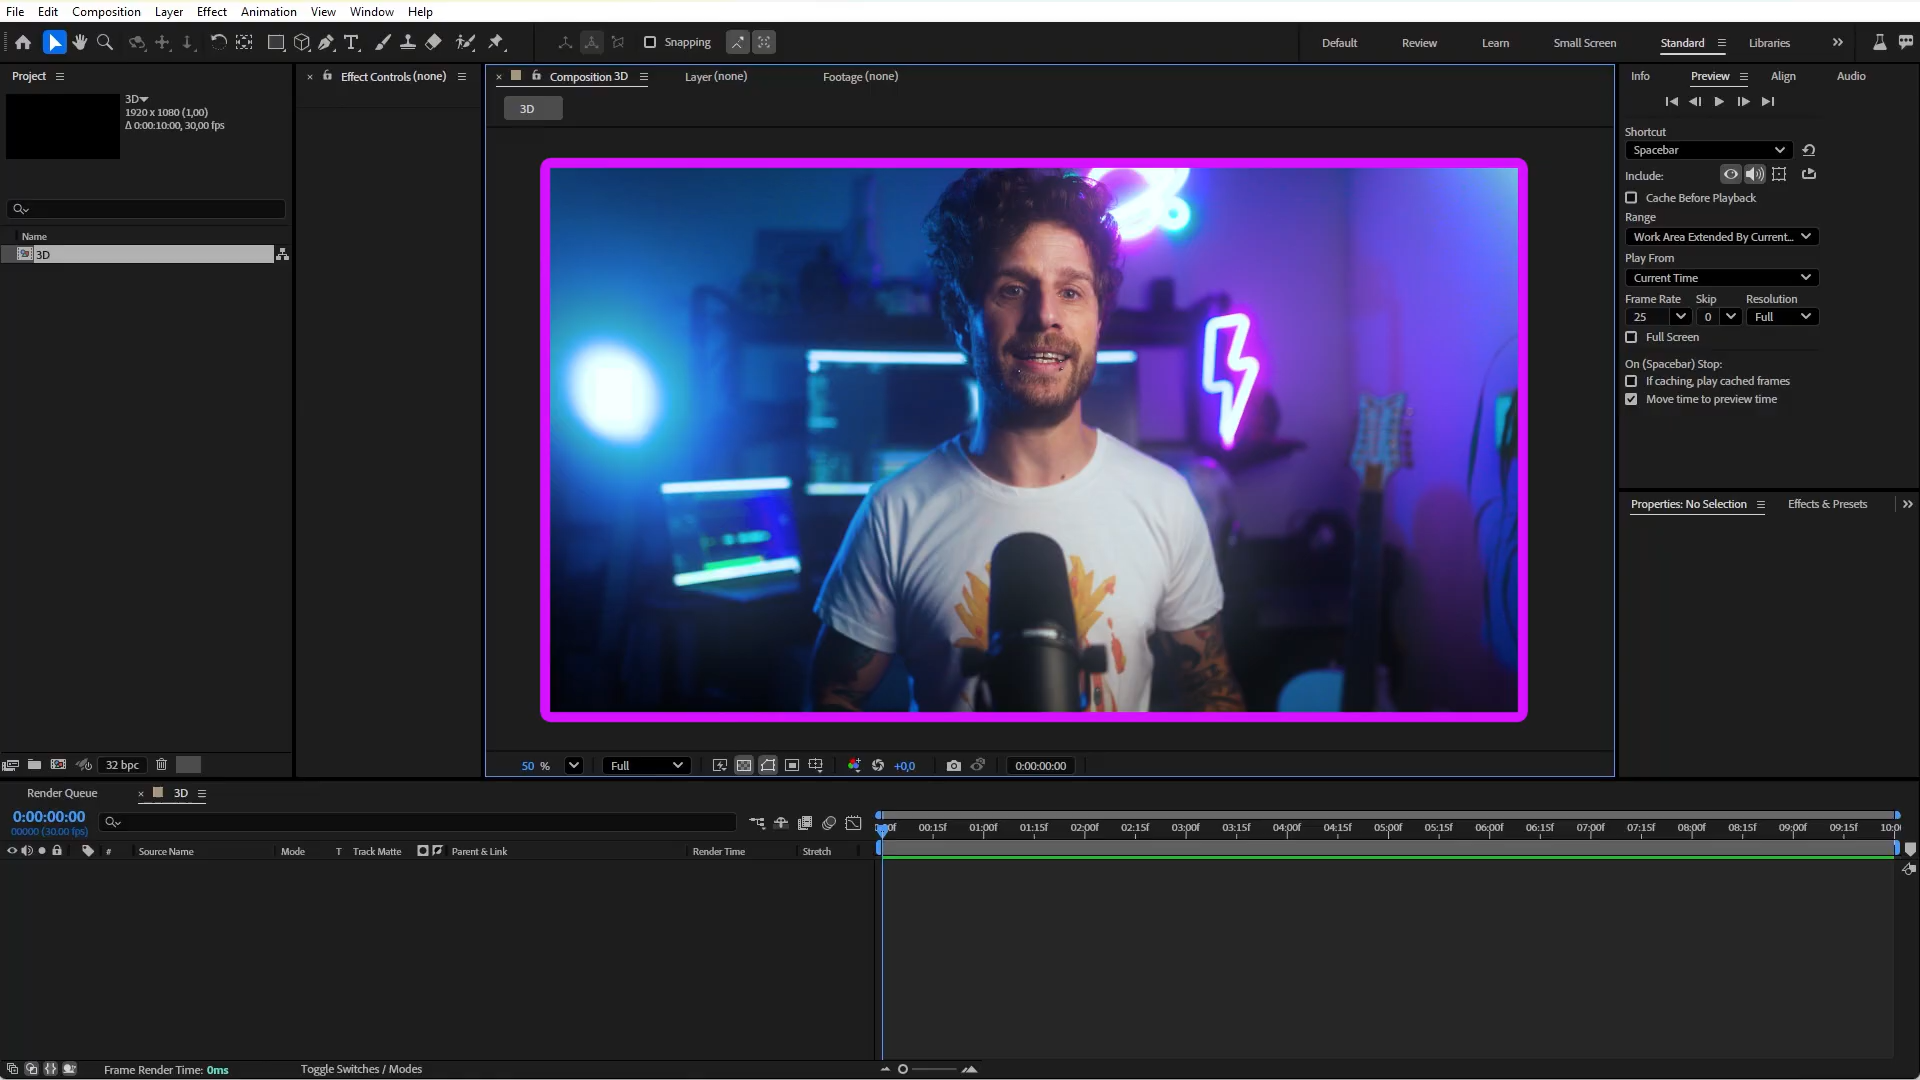 File Edit Composition Layer Effect Animation View Window Help
Snapping
Default Review Learn Small Screen Standard Libraries
Project
Effect Controls (none)
Composition 3D Layer (none) Footage (none)
Info Preview Align Audio
3D
1920 x 1080 (1,00)
Δ 0:00:10:00, 30,00 fps
3D
Shortcut
Spacebar
Include:
Cache Before Playback
Range
Work Area Extended By Current...
Play From
Current Time
Frame Rate Skip Resolution
25 0 Full
Full Screen
On (Spacebar) Stop:
If caching, play cached frames
Move time to preview time
Name
3D
Properties: No Selection Effects & Presets
32 bpc
50 % Full +0,0 0:00:00:00
Render Queue 3D
0:00:00:00
00000 (30.00 fps)
00f 00:15f 01:00f 01:15f 02:00f 02:15f 03:00f 03:15f 04:00f 04:15f 05:00f 05:15f 06:00f 06:15f 07:00f 07:15f 08:00f 08:15f 09:00f 09:15f 10:0
# Source Name Mode T Track Matte Parent & Link Render Time Stretch
Frame Render Time: 0ms Toggle Switches / Modes